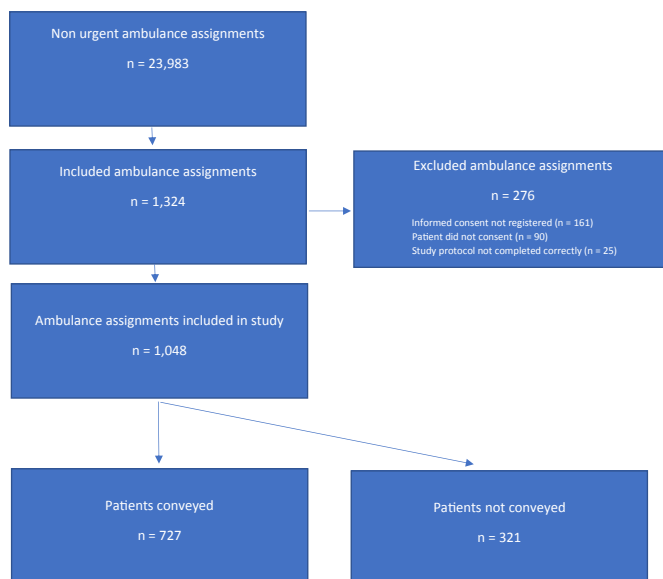 Non urgent ambulance assignments
n = 23,983
Included ambulance assignments
n = 1,324
Excluded ambulance assignments
n = 276
Informed consent not registered (n = 161)
Patient did not consent (n = 90)
Study protocol not completed correctly (n = 25)
Ambulance assignments included in study
n = 1,048
Patients conveyed
n = 727
Patients not conveyed
n = 321